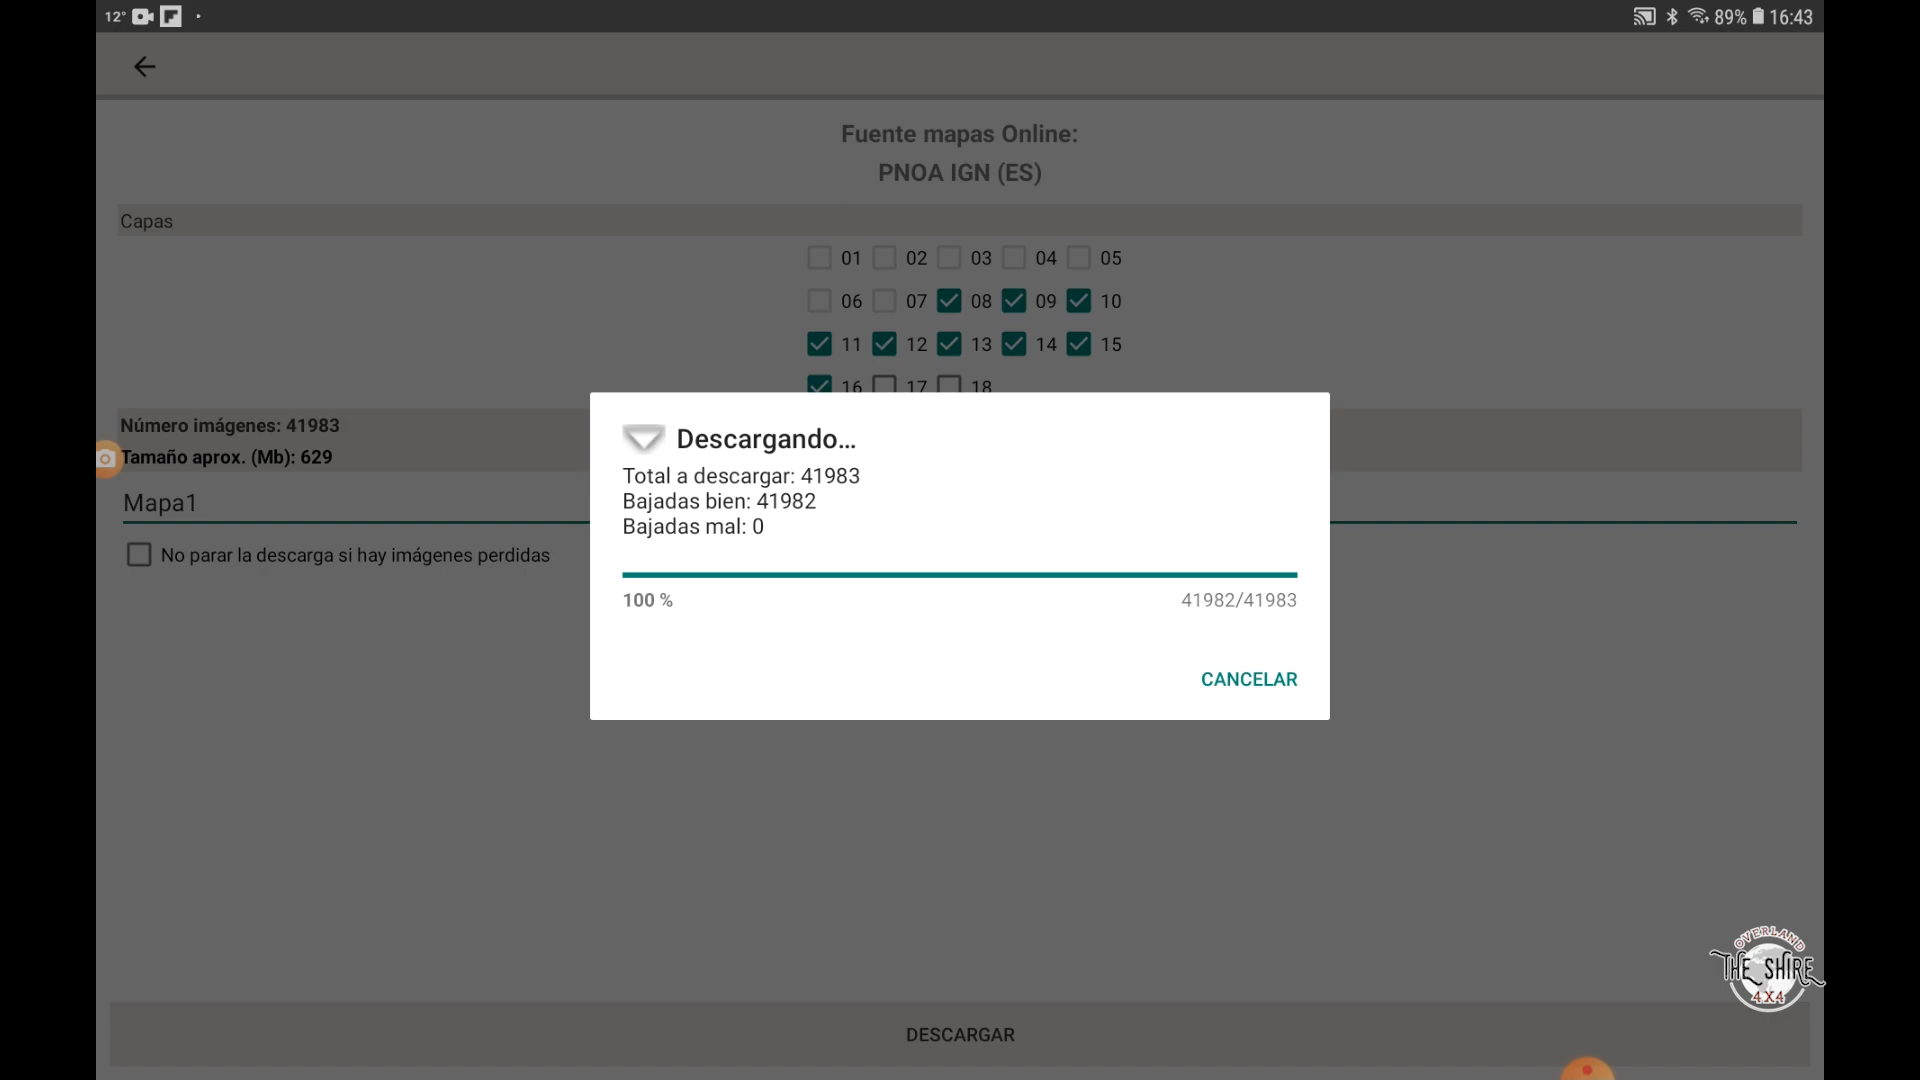 12°
89% 16:43
Fuente mapas Online:
PNOA IGN (ES)
Capas
01 02 03 04 05
06 07 08 09 10
11 12 13 14 15
16 17 18
Número imágenes: 41983
Tamaño aprox. (Mb): 629
Mapa1
No parar la descarga si hay imágenes perdidas
Descargando...
Total a descargar: 41983
Bajadas bien: 41982
Bajadas mal: 0
100 % 41982/41983
CANCELAR
DESCARGAR
OVERLAND
THE SHIRE
4X4